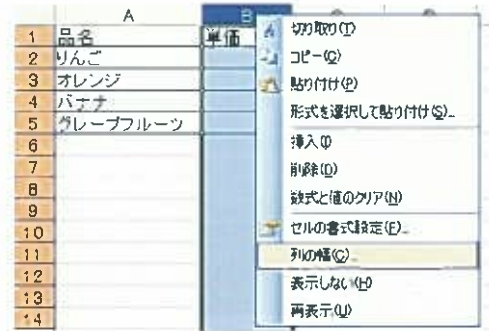 A B
1 品名 単価
2 りんご
3 オレンジ
4 バナナ
5 グレープフルーツ
6
7
8
9
10
11
12
13
14
切り取り(T)
コピー(C)
貼り付け(P)
形式を選択して貼り付け(S)...
挿入(I)
削除(D)
数式と値のクリア(N)
セルの書式設定(F)...
列の幅(C)...
表示しない(H)
再表示(U)